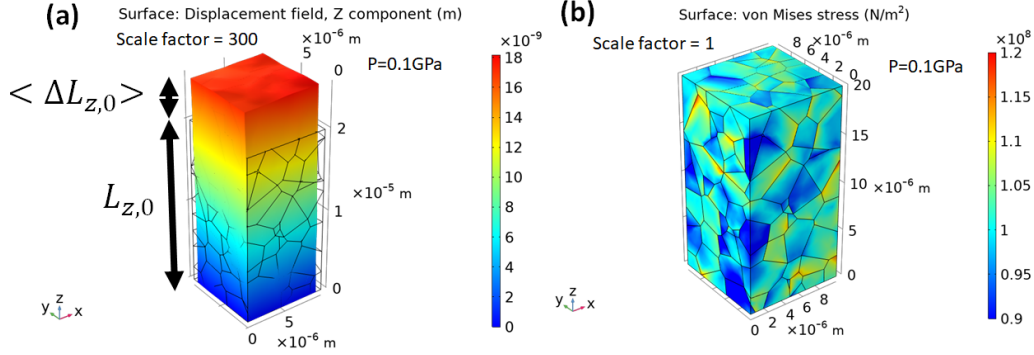 (a)
Surface: Displacement field, Z component (m)
Scale factor = 300
×10⁻⁶ m
5
0
P=0.1GPa
×10⁻⁹
18
16
14
12
10
8
6
4
2
0
< ΔL_{z,0} >
L_{z,0}
2
×10⁻⁵ m
1
0
z
y
x
0
5
×10⁻⁶ m
(b)
Surface: von Mises stress (N/m²)
Scale factor = 1
×10⁻⁶ m
8
6
4
2
0
P=0.1GPa
×10⁸
1.2
1.15
1.1
1.05
1
0.95
0.9
20
15
10
×10⁻⁶ m
5
0
z
y
x
0
2
4
6
8
×10⁻⁶ m